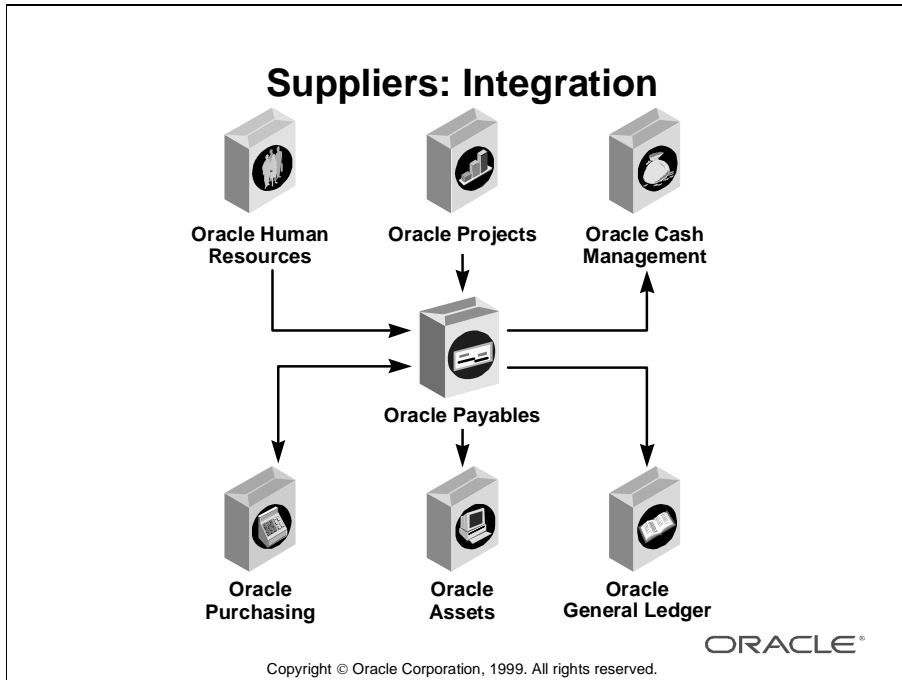 Suppliers: Integration
Oracle Human
Resources
Oracle Projects
Oracle Cash
Management
Oracle Payables
Oracle
Purchasing
Oracle
Assets
Oracle
General Ledger
ORACLE®
Copyright © Oracle Corporation, 1999. All rights reserved.